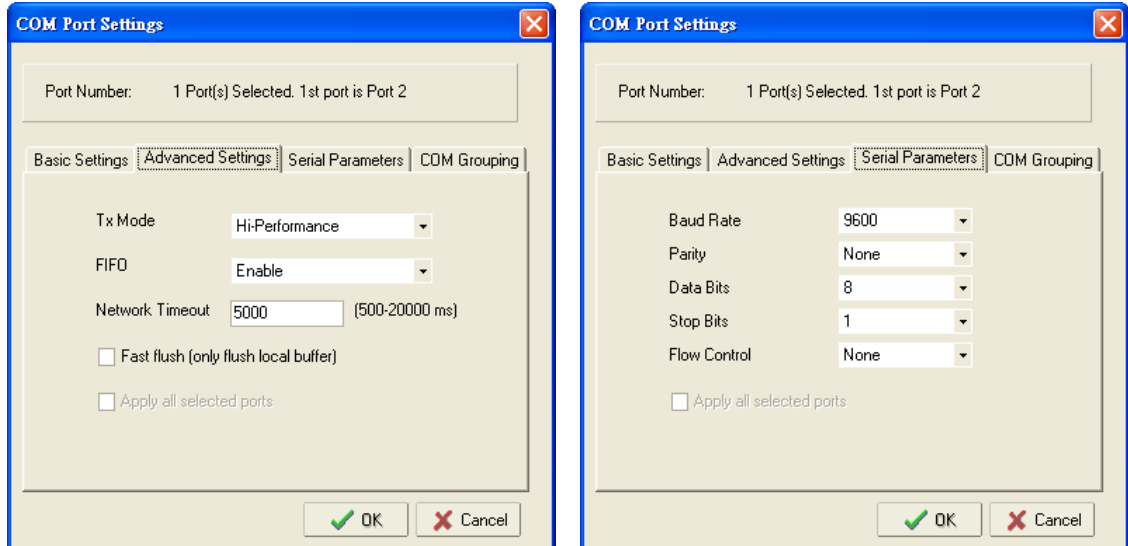 COM Port Settings
Port Number: 1 Port(s) Selected. 1st port is Port 2
Basic Settings Advanced Settings Serial Parameters COM Grouping
Tx Mode Hi-Performance
FIFO Enable
Network Timeout 5000 (500-20000 ms)
Fast flush (only flush local buffer)
Apply all selected ports
OK Cancel
COM Port Settings
Port Number: 1 Port(s) Selected. 1st port is Port 2
Basic Settings Advanced Settings Serial Parameters COM Grouping
Baud Rate 9600
Parity None
Data Bits 8
Stop Bits 1
Flow Control None
Apply all selected ports
OK Cancel